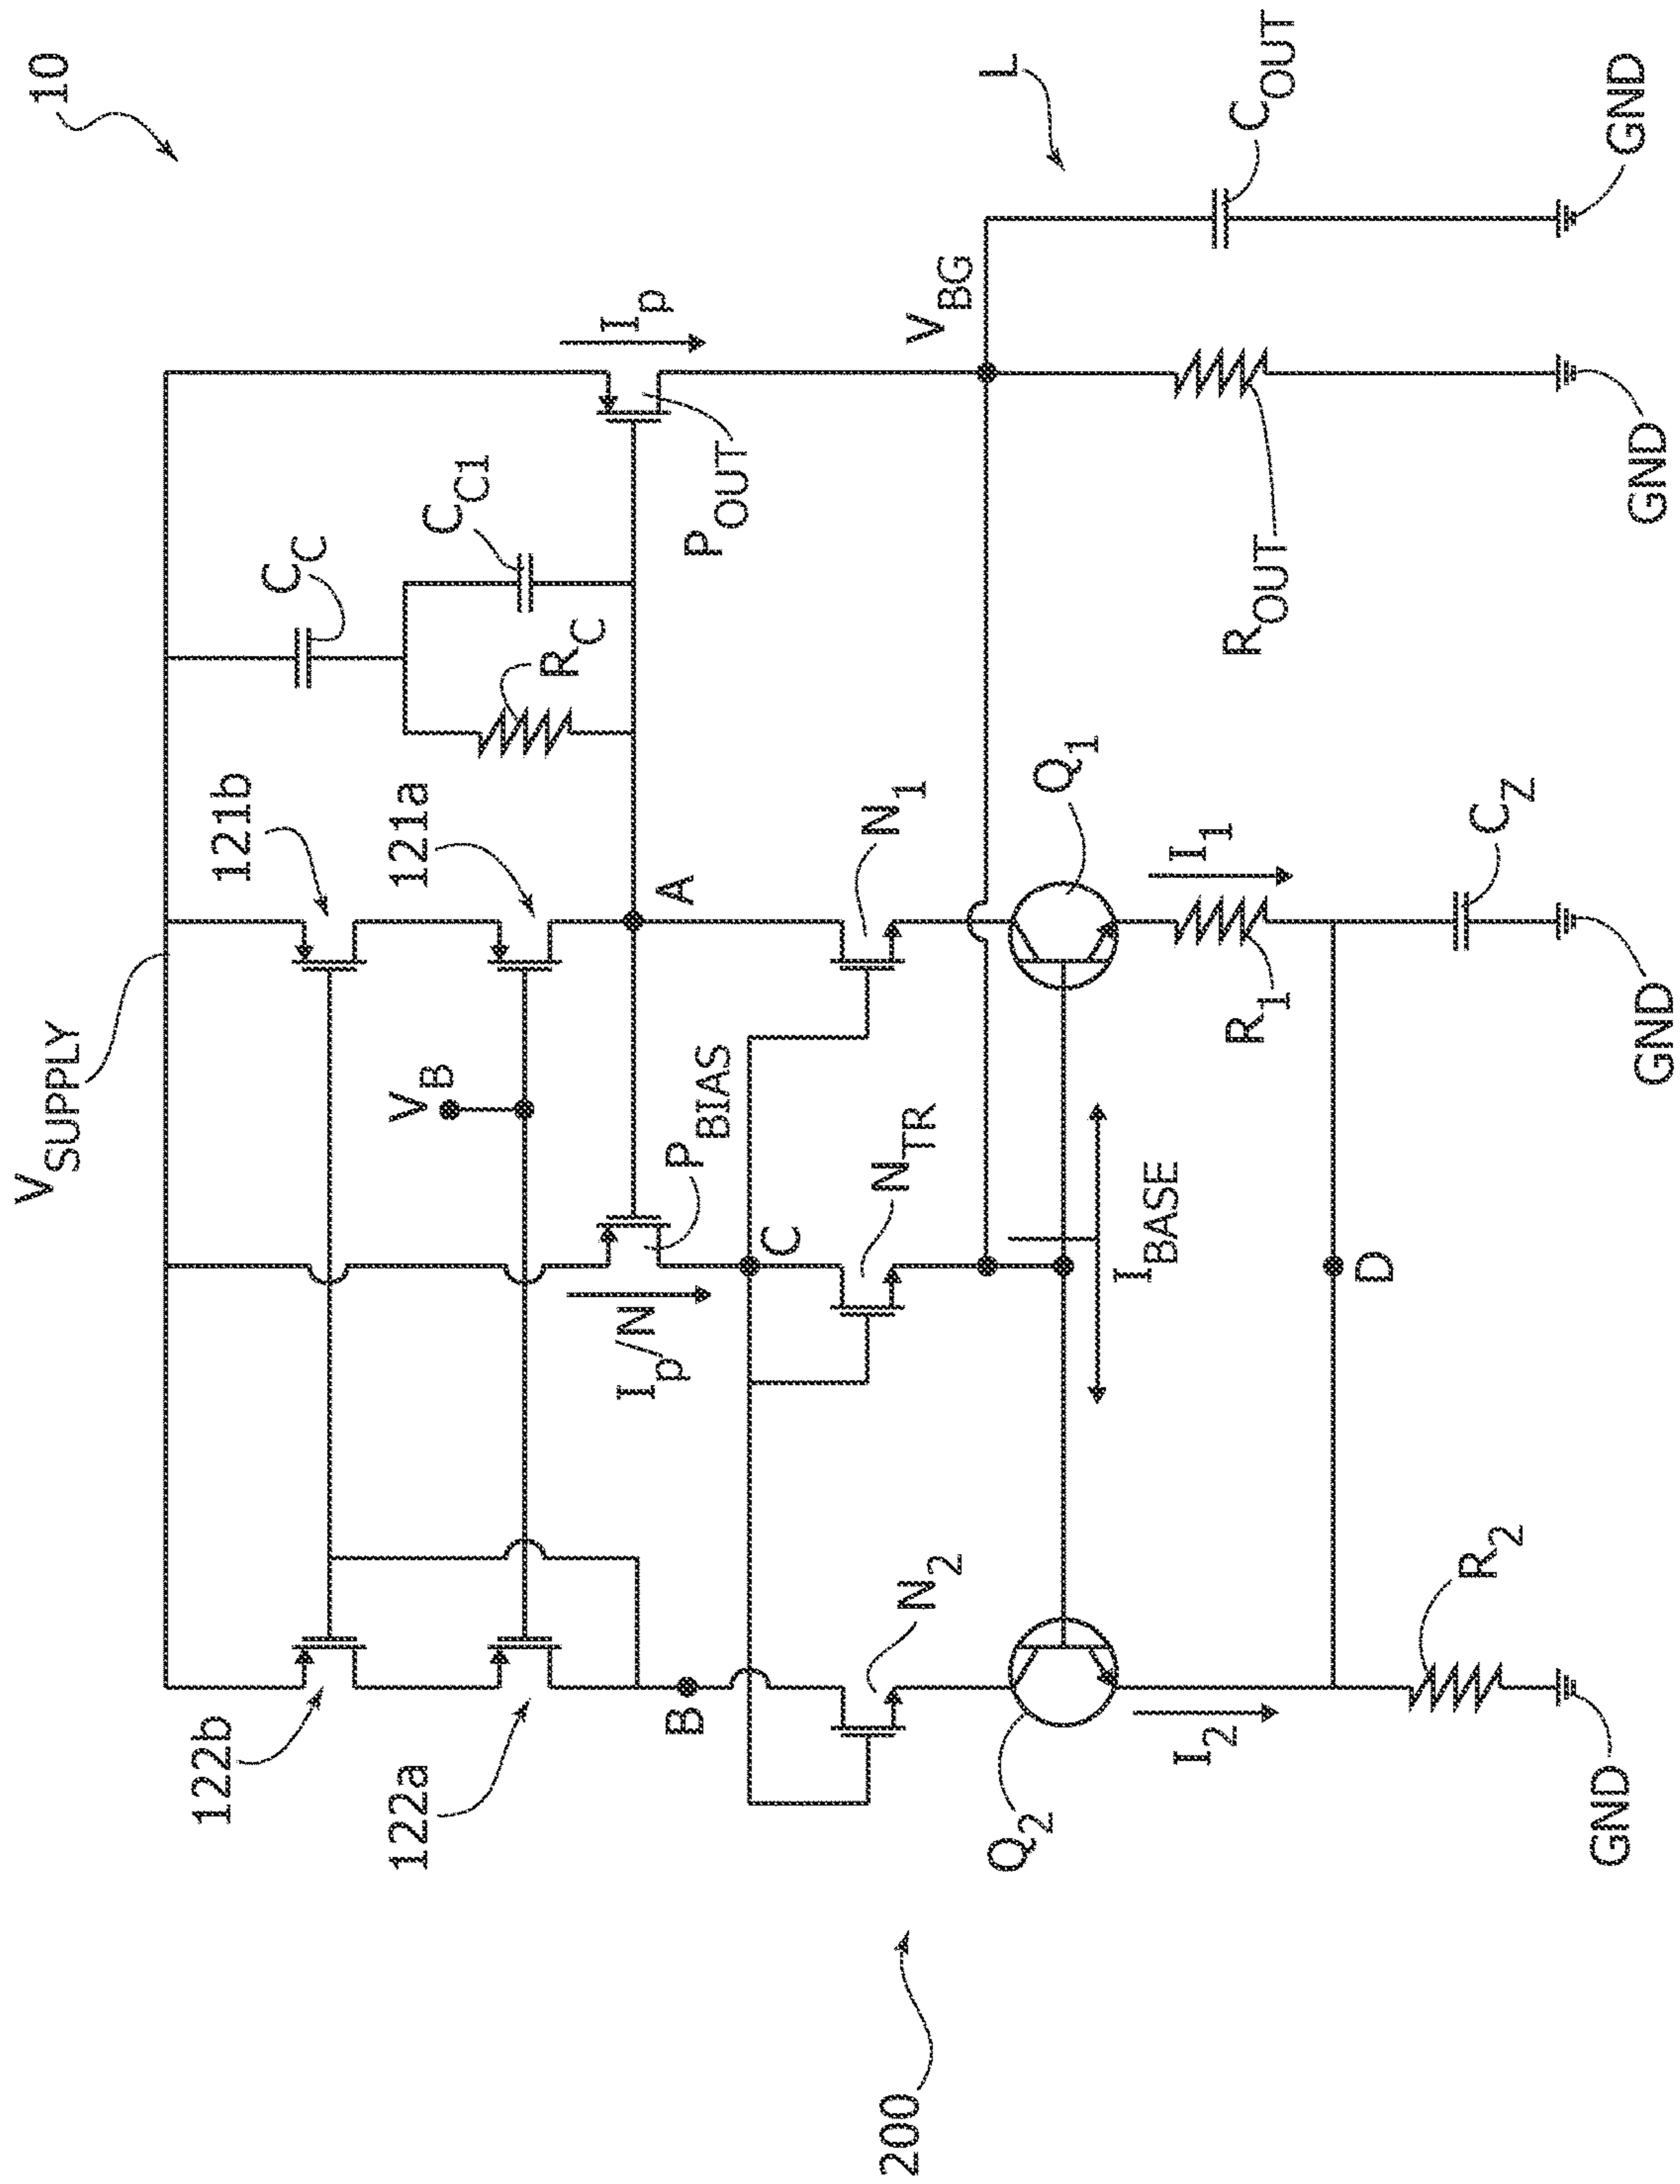 10
V_SUPPLY
122b
121b
C_C
C_C1
V_B
122a
121a
R_C
I_p
I_p/N
P_BIAS
A
P_OUT
B
C
N_2
N_TR
N_1
V_BG
L
Q_2
Q_1
I_BASE
I_2
I_1
R_1
R_OUT
C_OUT
D
R_2
C_Z
GND
GND
GND
GND
200